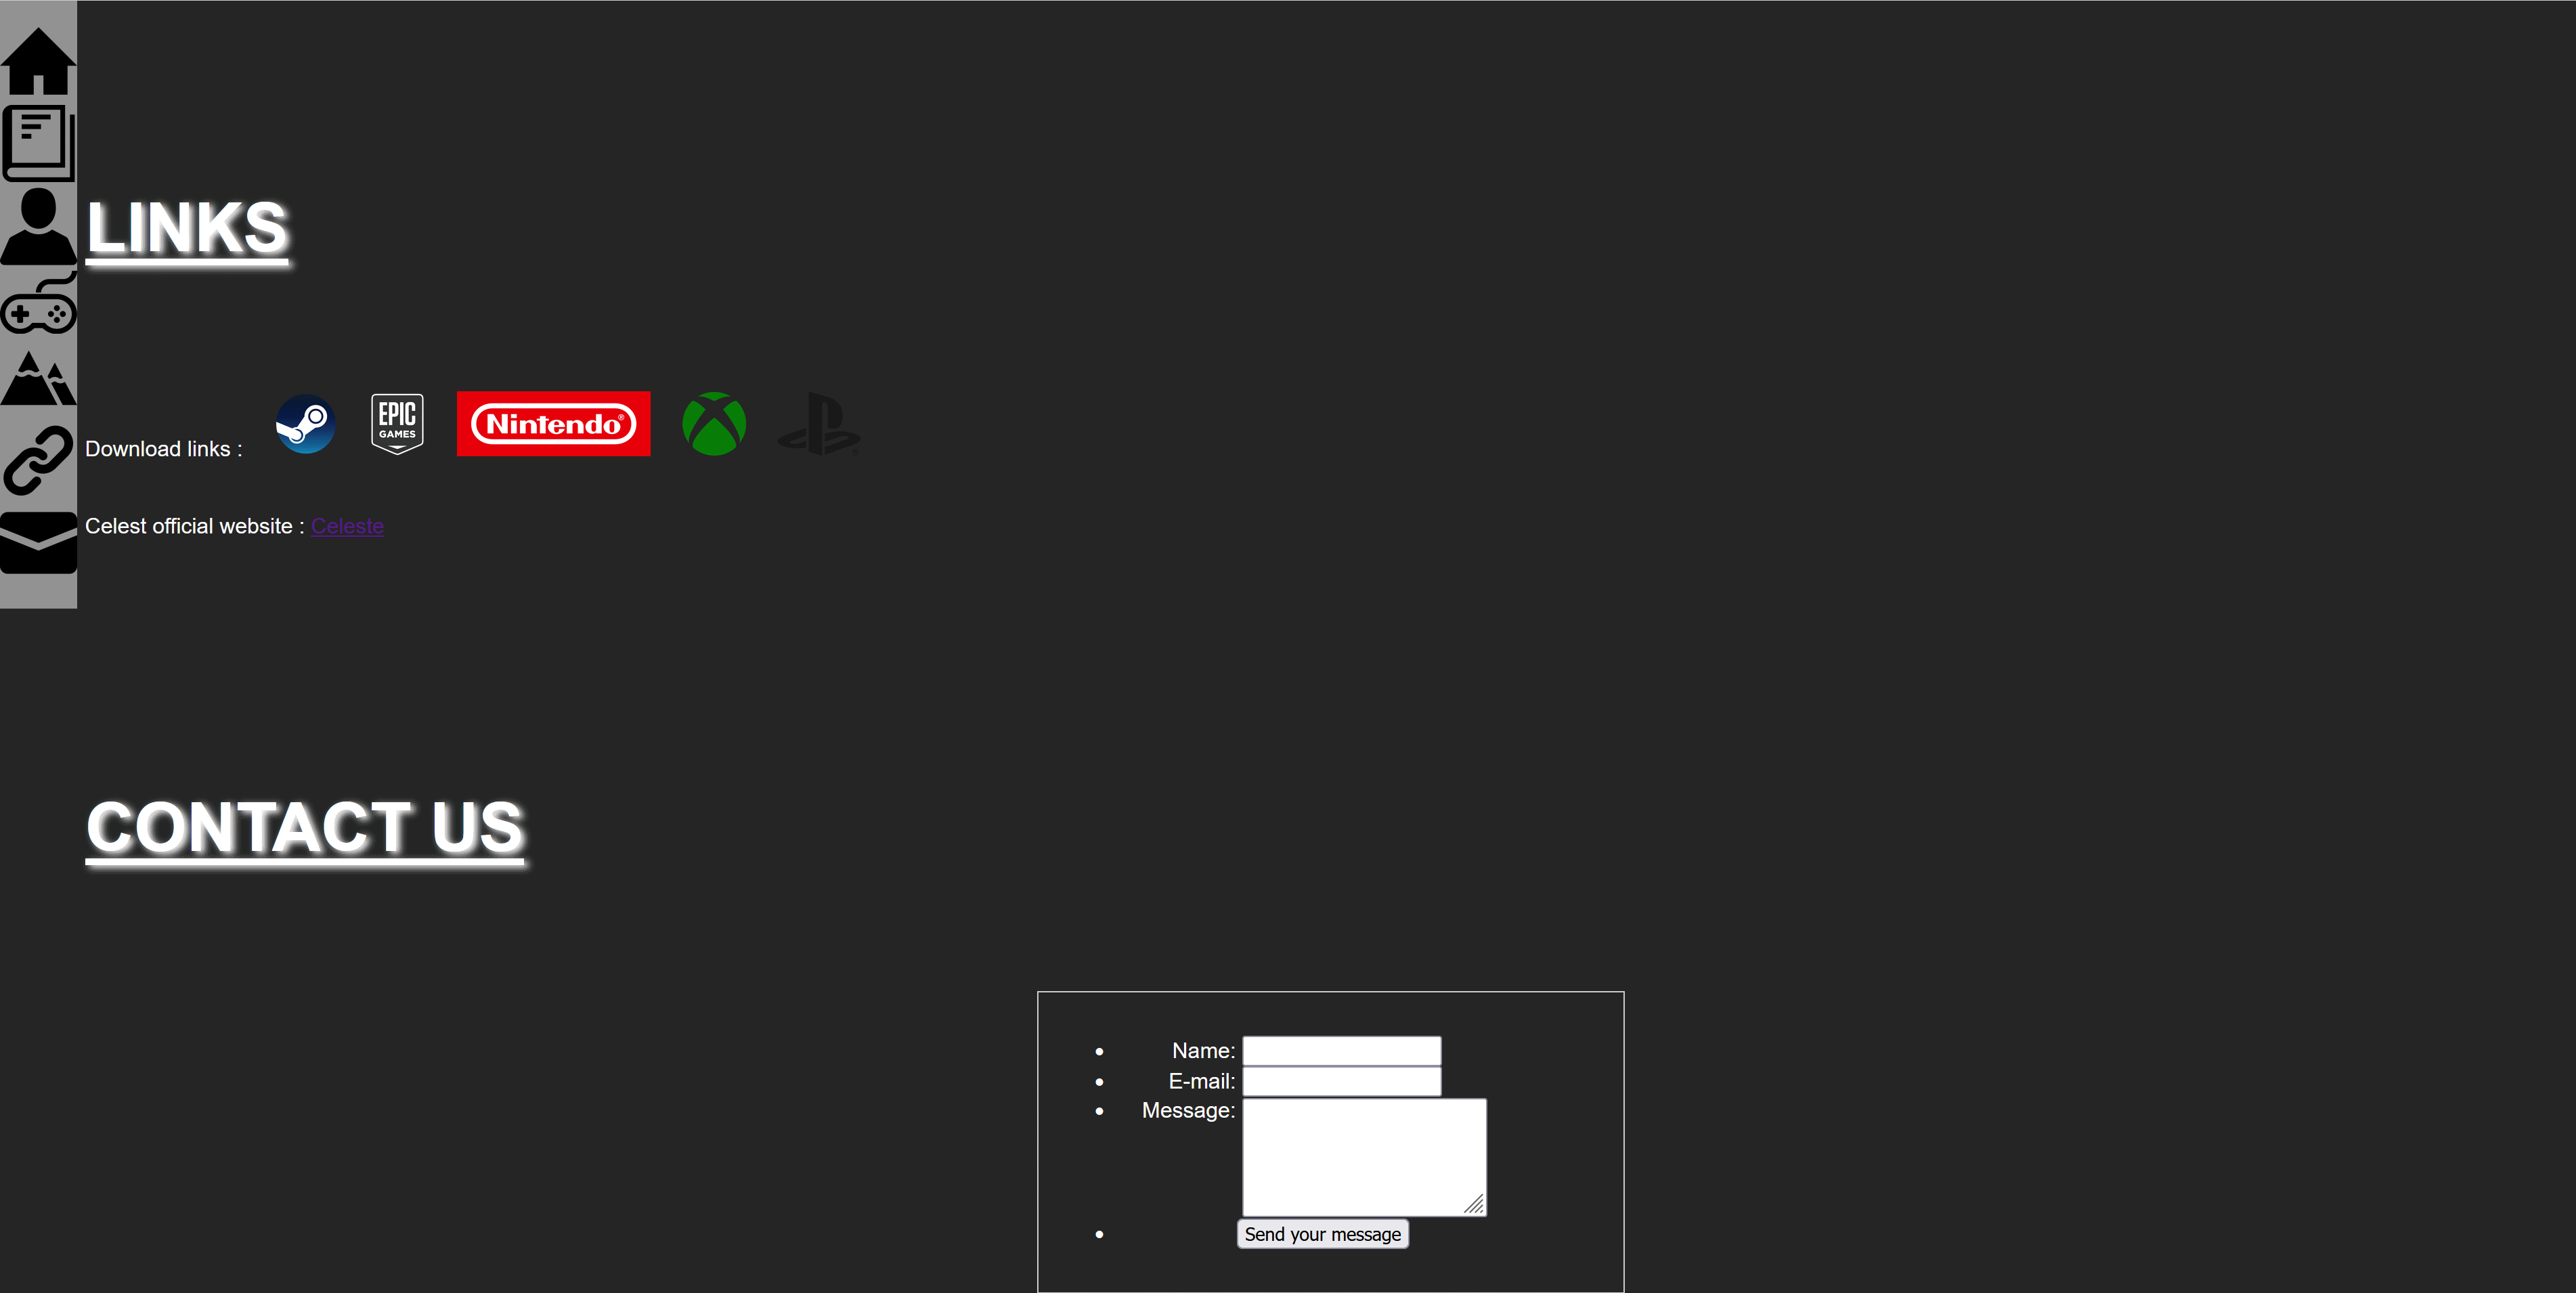 LINKS
Download links : EPIC GAMES Nintendo®
Celest official website : Celeste
CONTACT US
Name:
E-mail:
Message:
Send your message